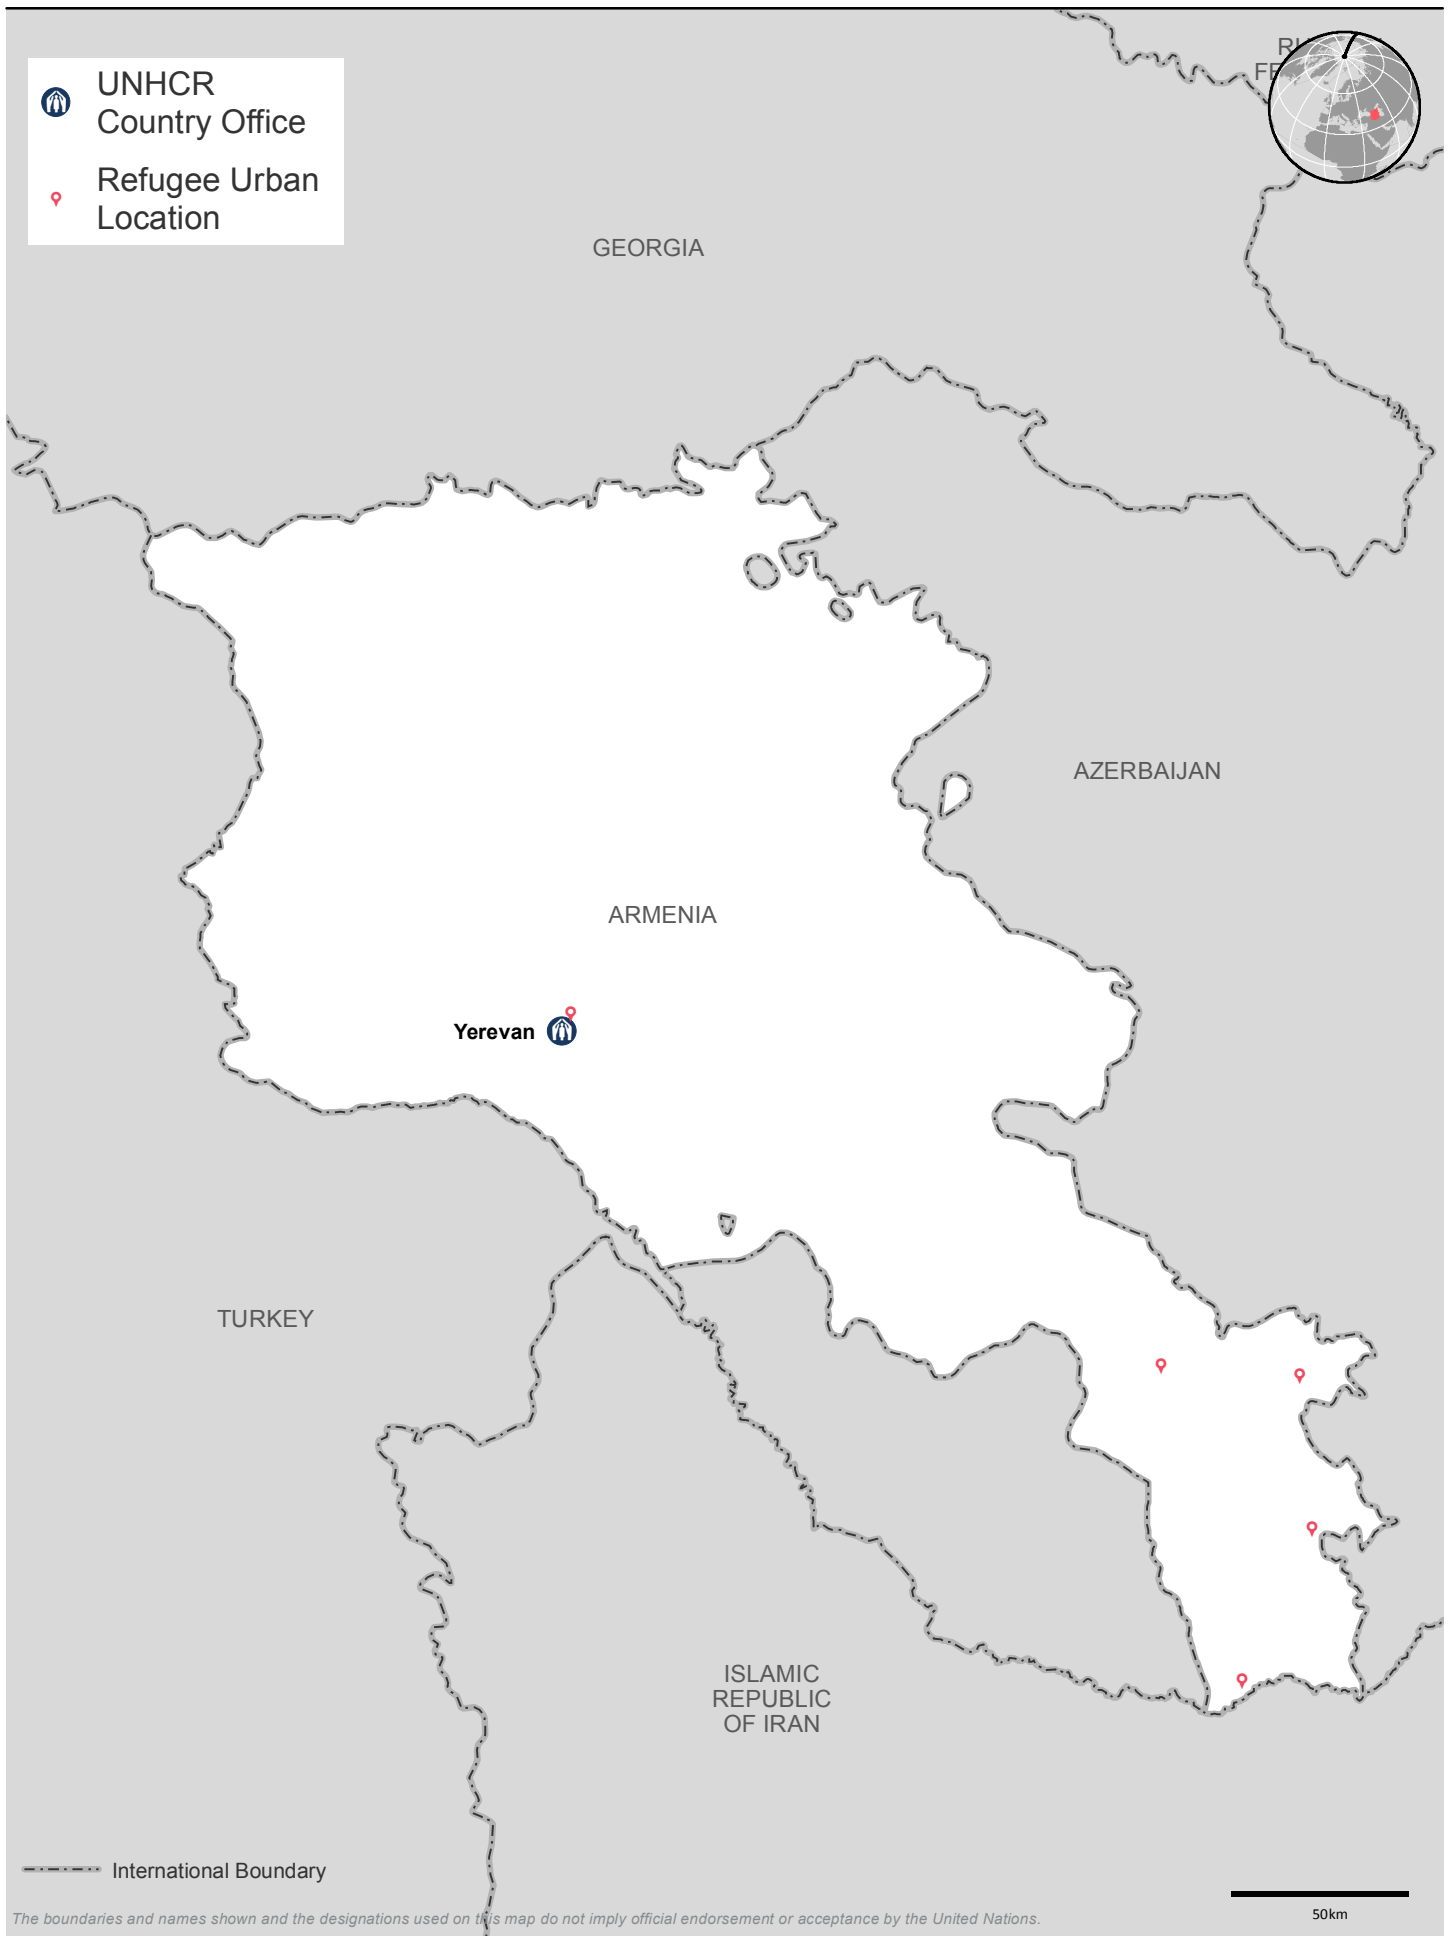 UNHCR
Country Office
Refugee Urban
Location
GEORGIA
AZERBAIJAN
ARMENIA
Yerevan
TURKEY
ISLAMIC
REPUBLIC
OF IRAN
International Boundary
The boundaries and names shown and the designations used on this map do not imply official endorsement or acceptance by the United Nations.
50km